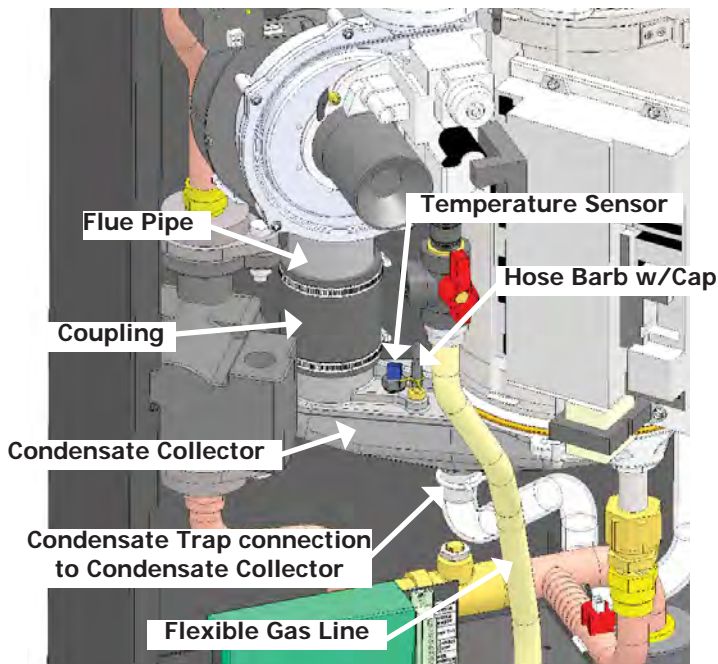 Temperature Sensor
Flue Pipe
Hose Barb w/Cap
Coupling
Condensate Collector
Condensate Trap connection
to Condensate Collector
Flexible Gas Line